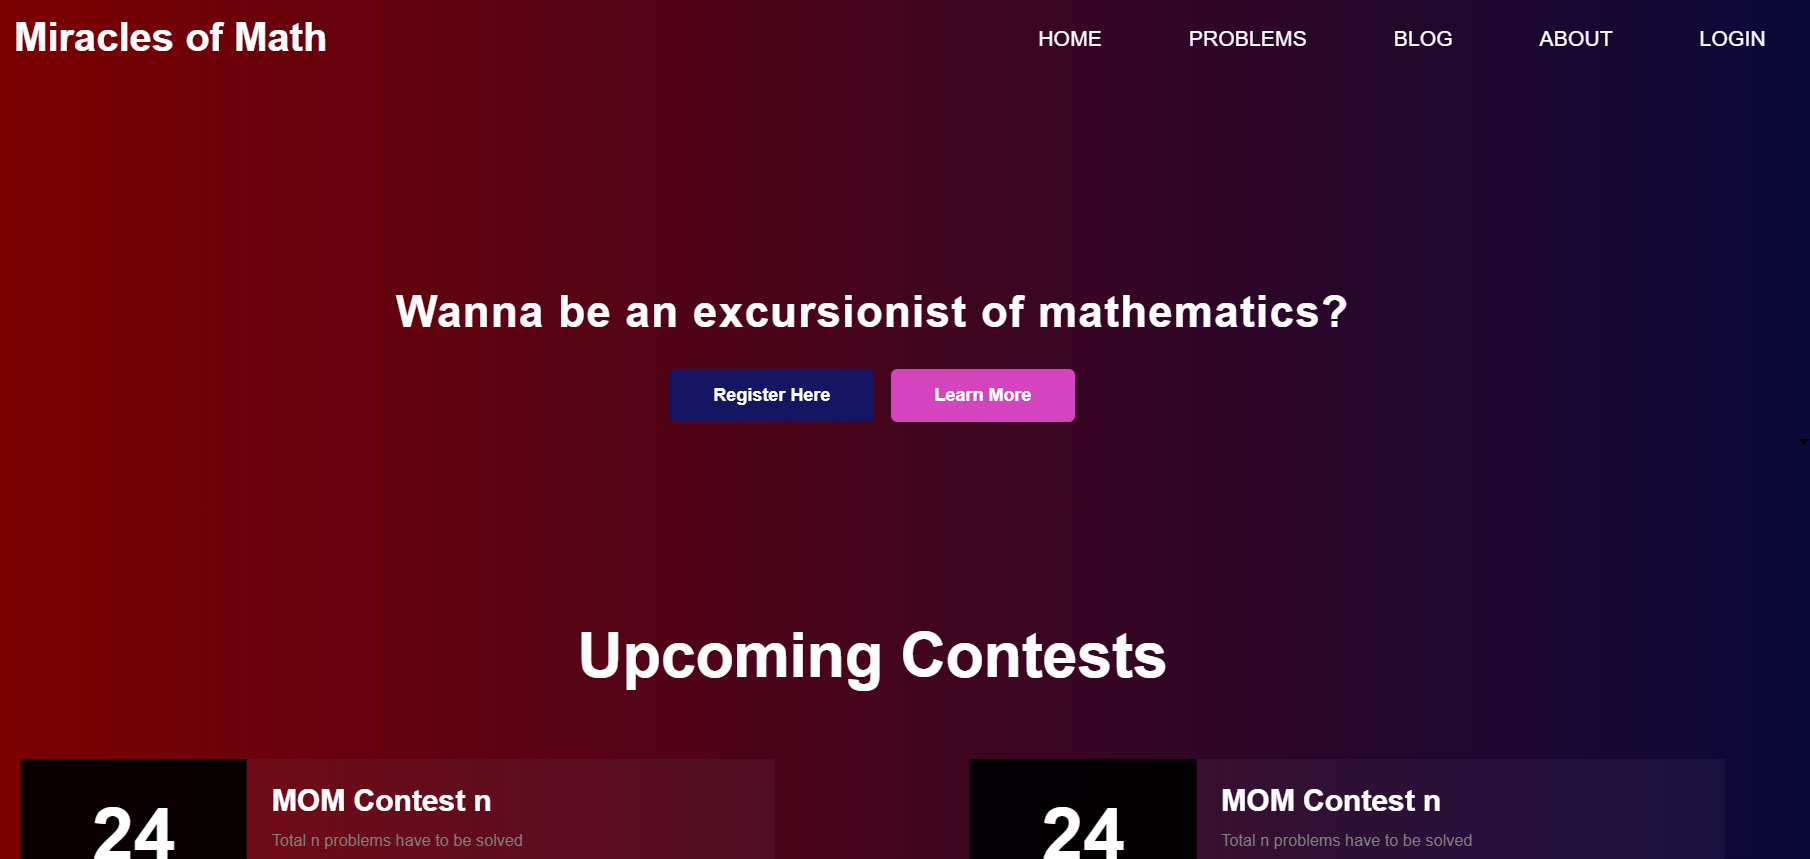 Miracles of Math
HOME PROBLEMS BLOG ABOUT LOGIN
Wanna be an excursionist of mathematics?
Register Here Learn More
Upcoming Contests
24 MOM Contest n
Total n problems have to be solved
24 MOM Contest n
Total n problems have to be solved